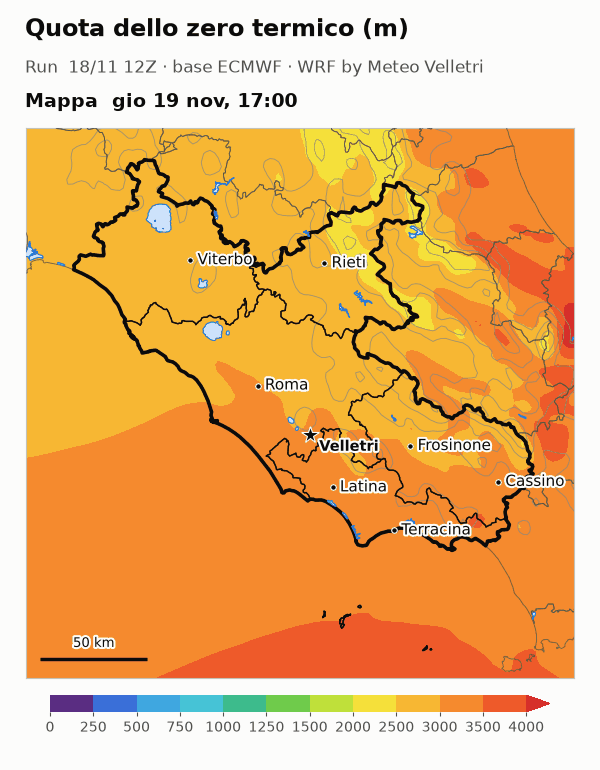 Quota dello zero termico (m)
Run  18/11 12Z · base ECMWF · WRF by Meteo Velletri
Mappa  gio 19 nov, 17:00
Viterbo
Rieti
Roma
Velletri
Frosinone
Cassino
Latina
Terracina
50 km
0 250 500 750 1000 1250 1500 2000 2500 3000 3500 4000